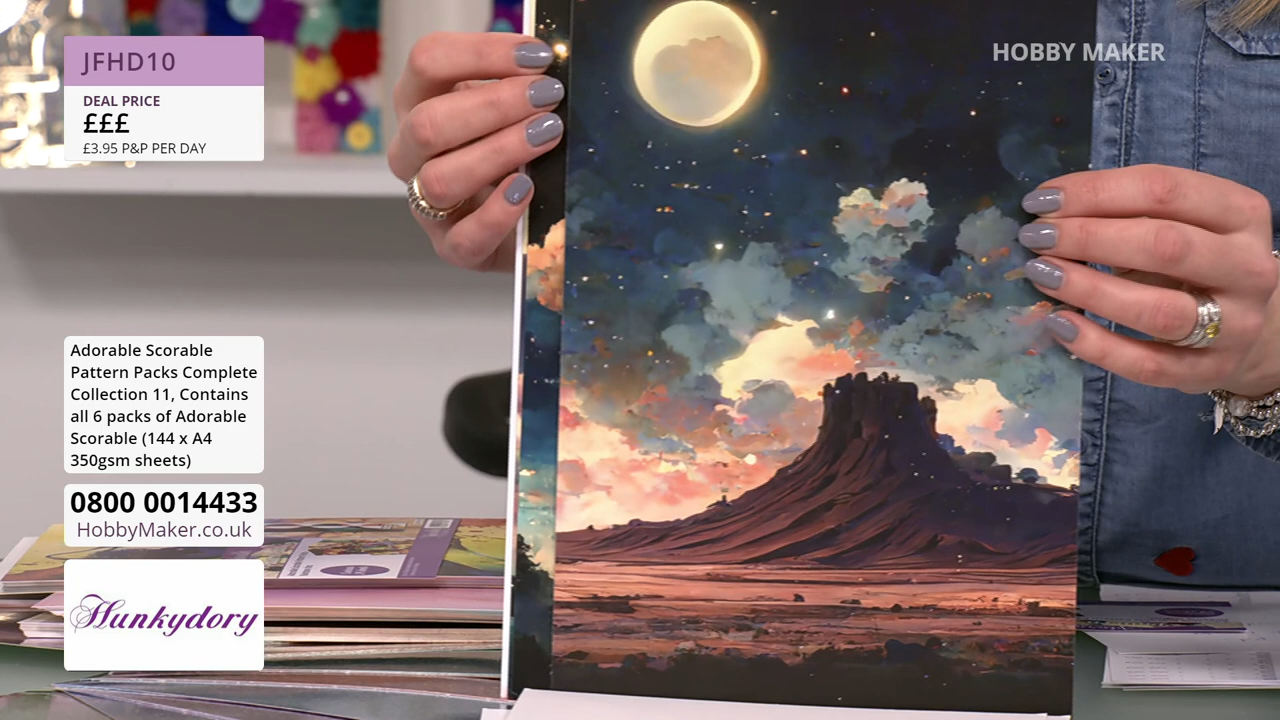 JFHD10
DEAL PRICE
£££
£3.95 P&P PER DAY
HOBBY MAKER
Adorable Scorable
Pattern Packs Complete
Collection 11, Contains
all 6 packs of Adorable
Scorable (144 x A4
350gsm sheets)
0800 0014433
HobbyMaker.co.uk
Hunkydory